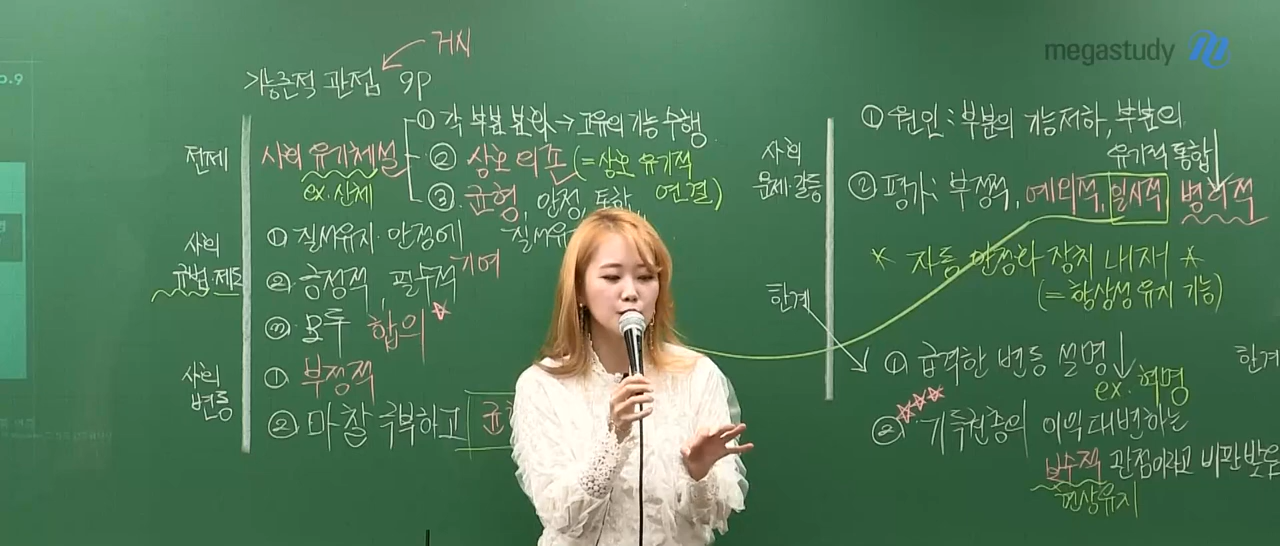 megastudy
거시
기능론적 관점 9P
전제
사회 유기체설
ex. 신체
① 각 부분 분화 → 고유의 기능 수행
② 상호 의존 (= 상호 유기적 연결)
③ 균형, 안정, 통합,
질서유
사회
규범·제도
① 질서유지·안정에 기여
② 긍정적, 필수적
③ 모두 합의 ☆
사회
변동
① 부정적
② 마찰 극복하고 균
사회
문제·갈등
① 원인 : 부분의 기능저하, 부분의
유기적 통합↓
② 평가 : 부정적, 예외적, 일시적, 병리적
* 자동 안정화 장치 내재 *
(= 항상성 유지 기능)
한계
① 급격한 변동 설명↓
ex. 혁명
② ☆☆☆ 기득권층의 이익 대변하는
보수적 관점이라고 비판 받음
현상유지
한계